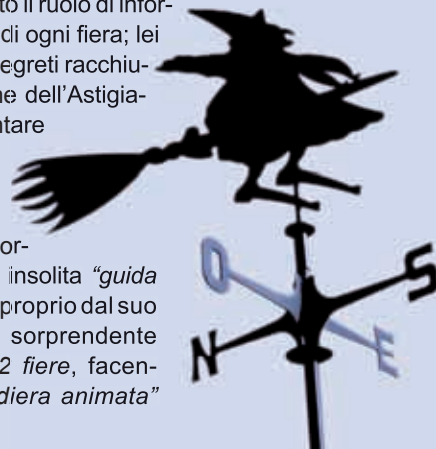 to il ruolo di infor-
di ogni fiera; lei
egreti racchiu-
e dell'Astigia-
ntare
or-
insolita “guida
proprio dal suo
sorprendente
2 fiere, facen-
diera animata”
O
S
N
E